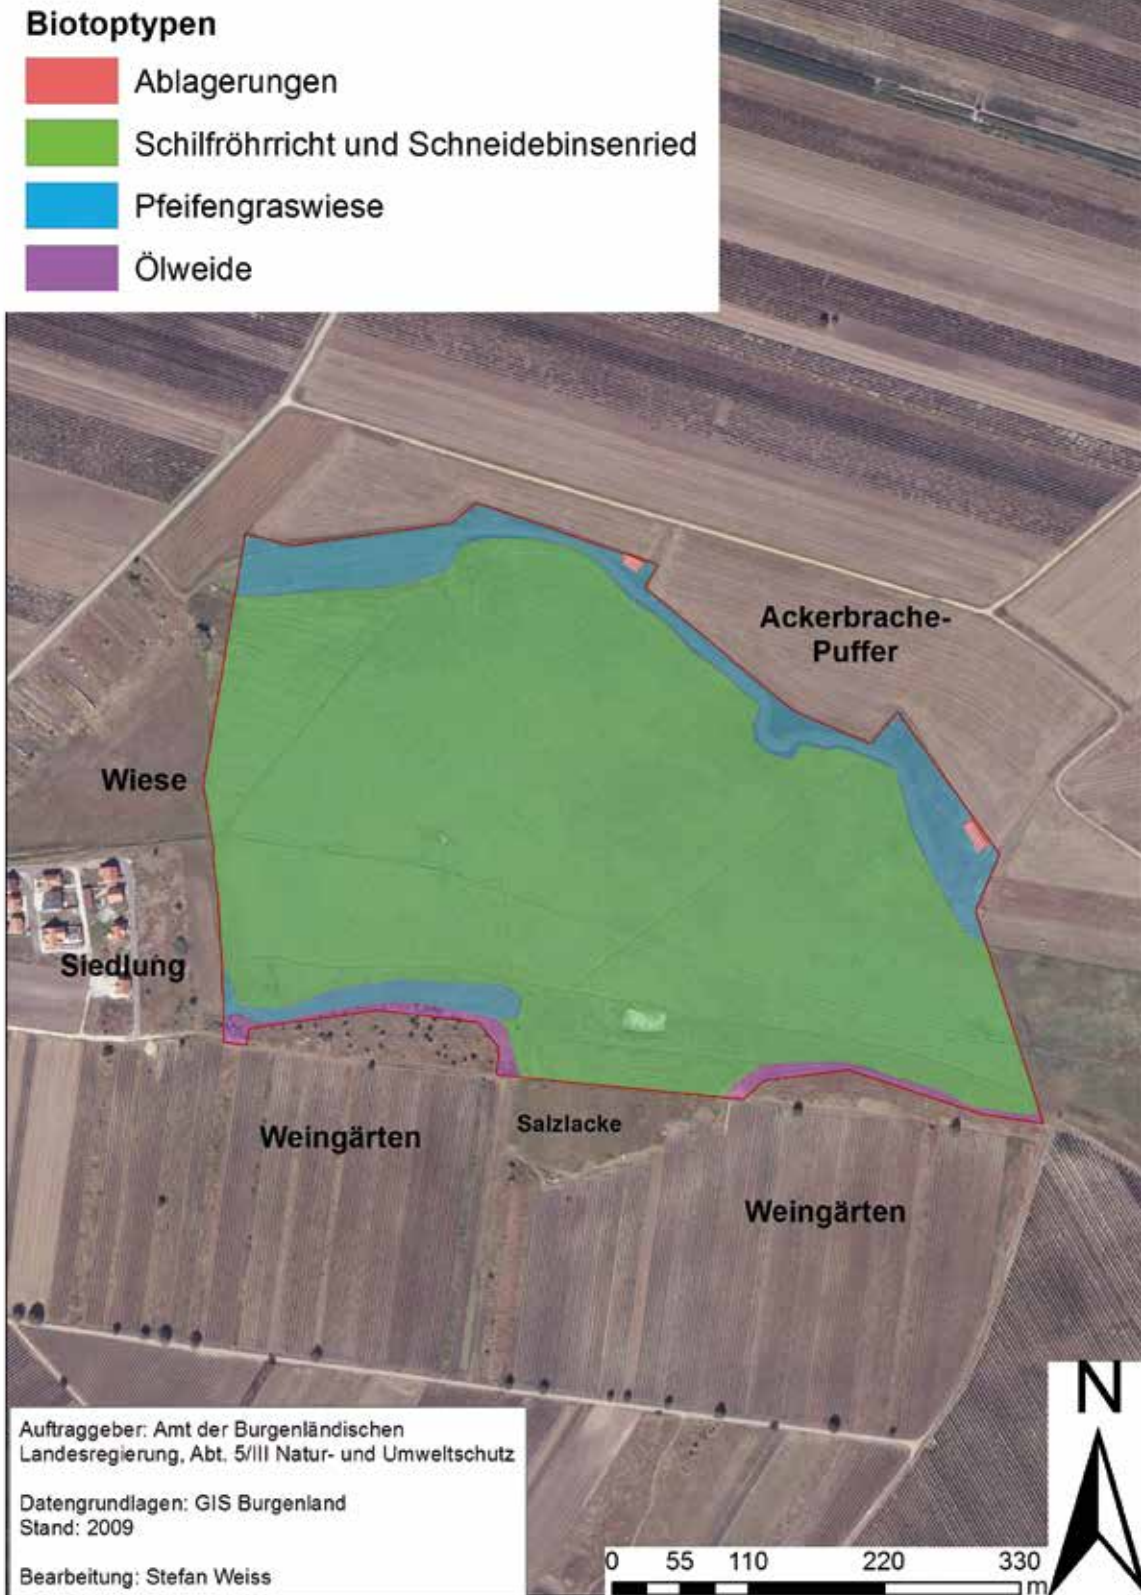 Biotoptypen
Ablagerungen
Schilfröhrricht und Schneidebinsenried
Pfeifengraswiese
Ölweide
Ackerbrache-
Puffer
Wiese
Siedlung
Weingärten
Salzlacke
Weingärten
Auftraggeber: Amt der Burgenländischen
Landesregierung, Abt. 5/III Natur- und Umweltschutz
Datengrundlagen: GIS Burgenland
Stand: 2009
Bearbeitung: Stefan Weiss
N
0 55 110 220 330
m